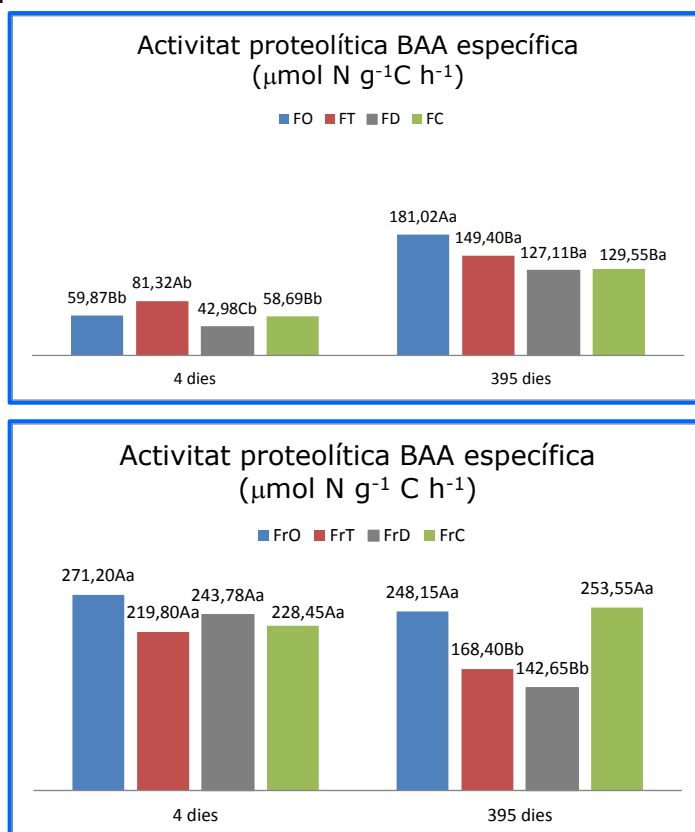 Activitat proteolítica BAA específica
(μmol N g-1C h-1)
FO FT FD FC
59,87Bb 81,32Ab 42,98Cb 58,69Bb 181,02Aa 149,40Ba 127,11Ba 129,55Ba
4 dies 395 dies
Activitat proteolítica BAA específica
(μmol N g-1 C h-1)
FrO FrT FrD FrC
271,20Aa 219,80Aa 243,78Aa 228,45Aa 248,15Aa 168,40Bb 142,65Bb 253,55Aa
4 dies 395 dies